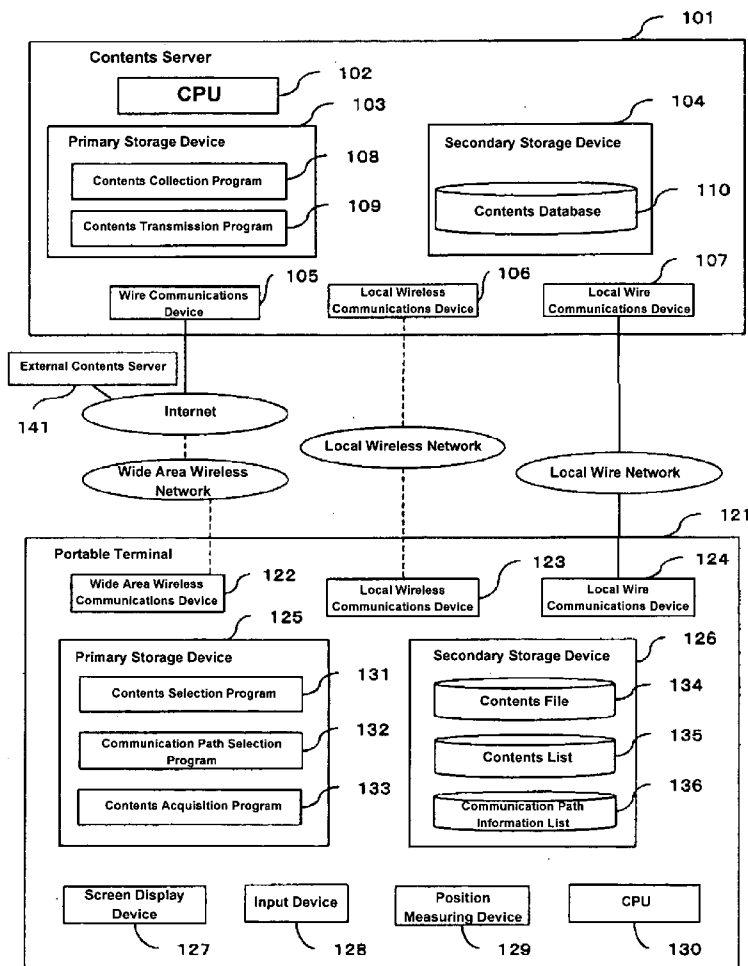 101
Contents Server
CPU
102
103
104
Primary Storage Device
Secondary Storage Device
Contents Collection Program
108
Contents Transmission Program
109
Contents Database
110
105
106
107
Wire Communications
Device
Local Wireless
Communications Device
Local Wire
Communications Device
External Contents Server
141
Internet
Local Wireless Network
Wide Area Wireless
Network
Local Wire Network
121
Portable Terminal
122
123
124
Wide Area Wireless
Communications Device
Local Wireless
Communications Device
Local Wire
Communications Device
125
126
Primary Storage Device
Secondary Storage Device
Contents Selection Program
131
Contents File
134
Communication Path Selection
Program
132
Contents List
135
Contents Acquisition Program
133
Communication Path
Information List
136
Screen Display
Device
Input Device
Position
Measuring Device
CPU
127
128
129
130